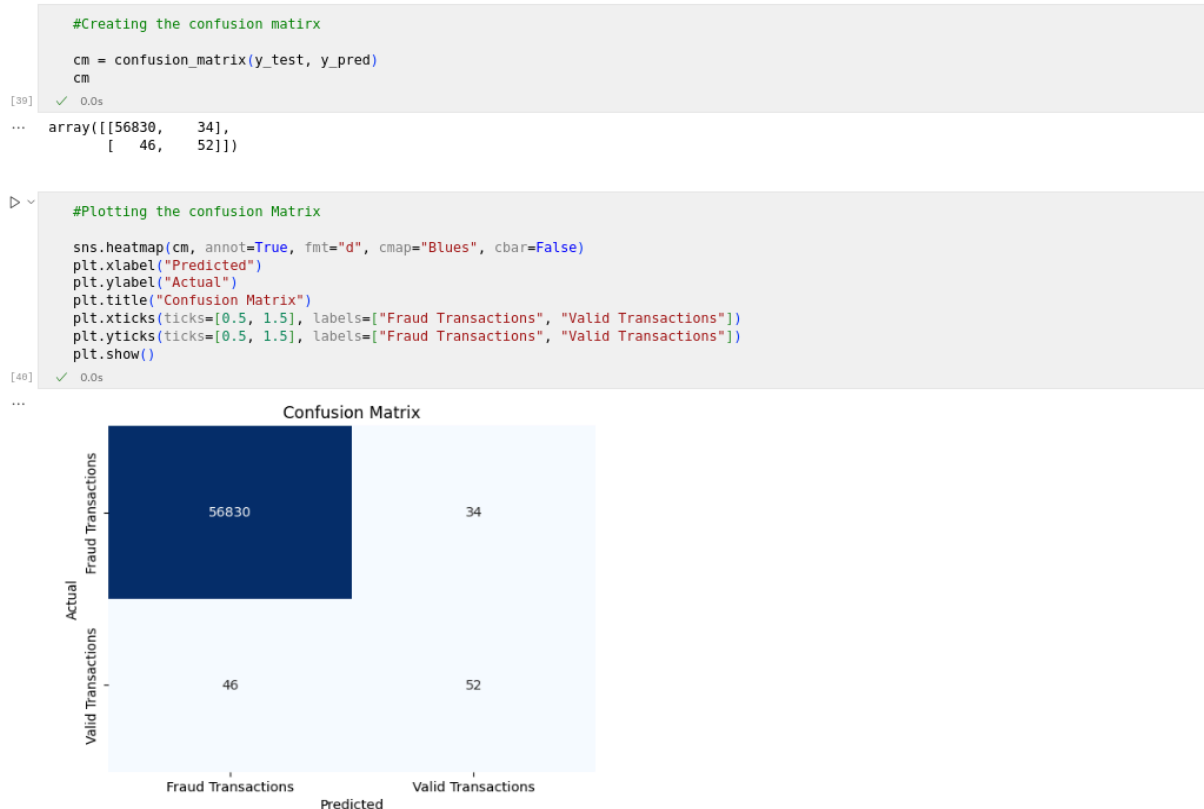 #Creating the confusion matirx
cm = confusion_matrix(y_test, y_pred)
cm
[39]
0.0s
... array([[56830,    34],
       [   46,    52]])
#Plotting the confusion Matrix
sns.heatmap(cm, annot=True, fmt="d", cmap="Blues", cbar=False)
plt.xlabel("Predicted")
plt.ylabel("Actual")
plt.title("Confusion Matrix")
plt.xticks(ticks=[0.5, 1.5], labels=["Fraud Transactions", "Valid Transactions"])
plt.yticks(ticks=[0.5, 1.5], labels=["Fraud Transactions", "Valid Transactions"])
plt.show()
[40]
0.0s
...
Confusion Matrix
Fraud Transactions
56830
34
Actual
Valid Transactions
46
52
Fraud Transactions
Valid Transactions
Predicted